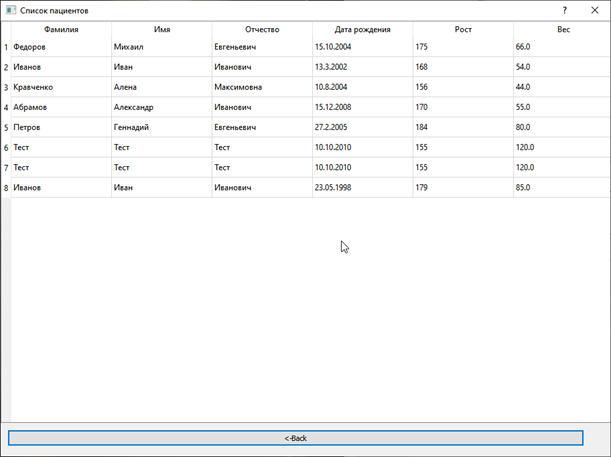 Список пациентов ? ×
Фамилия Имя Отчество Дата рождения Рост Вес
1 Федоров Михаил Евгеньевич 15.10.2004 175 66.0
2 Иванов Иван Иванович 13.3.2002 168 54.0
3 Кравченко Алена Максимовна 10.8.2004 156 44.0
4 Абрамов Александр Иванович 15.12.2008 170 55.0
5 Петров Геннадий Евгеньевич 27.2.2005 184 80.0
6 Тест Тест Тест 10.10.2010 155 120.0
7 Тест Тест Тест 10.10.2010 155 120.0
8 Иванов Иван Иванович 23.05.1998 179 85.0
<-Back